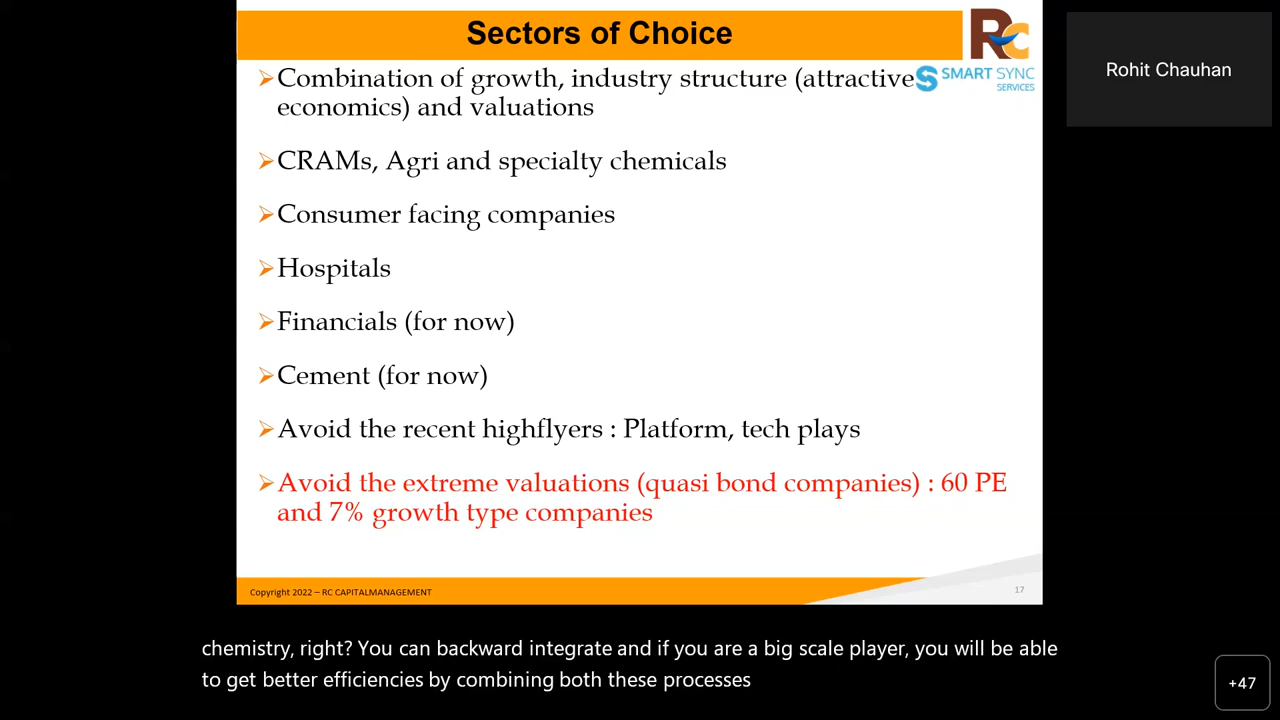 Sectors of Choice
RC
SMART SYNC
SERVICES
Rohit Chauhan
➢Combination of growth, industry structure (attractive
economics) and valuations
➢CRAMs, Agri and specialty chemicals
➢Consumer facing companies
➢Hospitals
➢Financials (for now)
➢Cement (for now)
➢Avoid the recent highflyers : Platform, tech plays
➢Avoid the extreme valuations (quasi bond companies) : 60 PE
and 7% growth type companies
Copyright 2022 – RC CAPITALMANAGEMENT
17
chemistry, right? You can backward integrate and if you are a big scale player, you will be able
to get better efficiencies by combining both these processes
+47